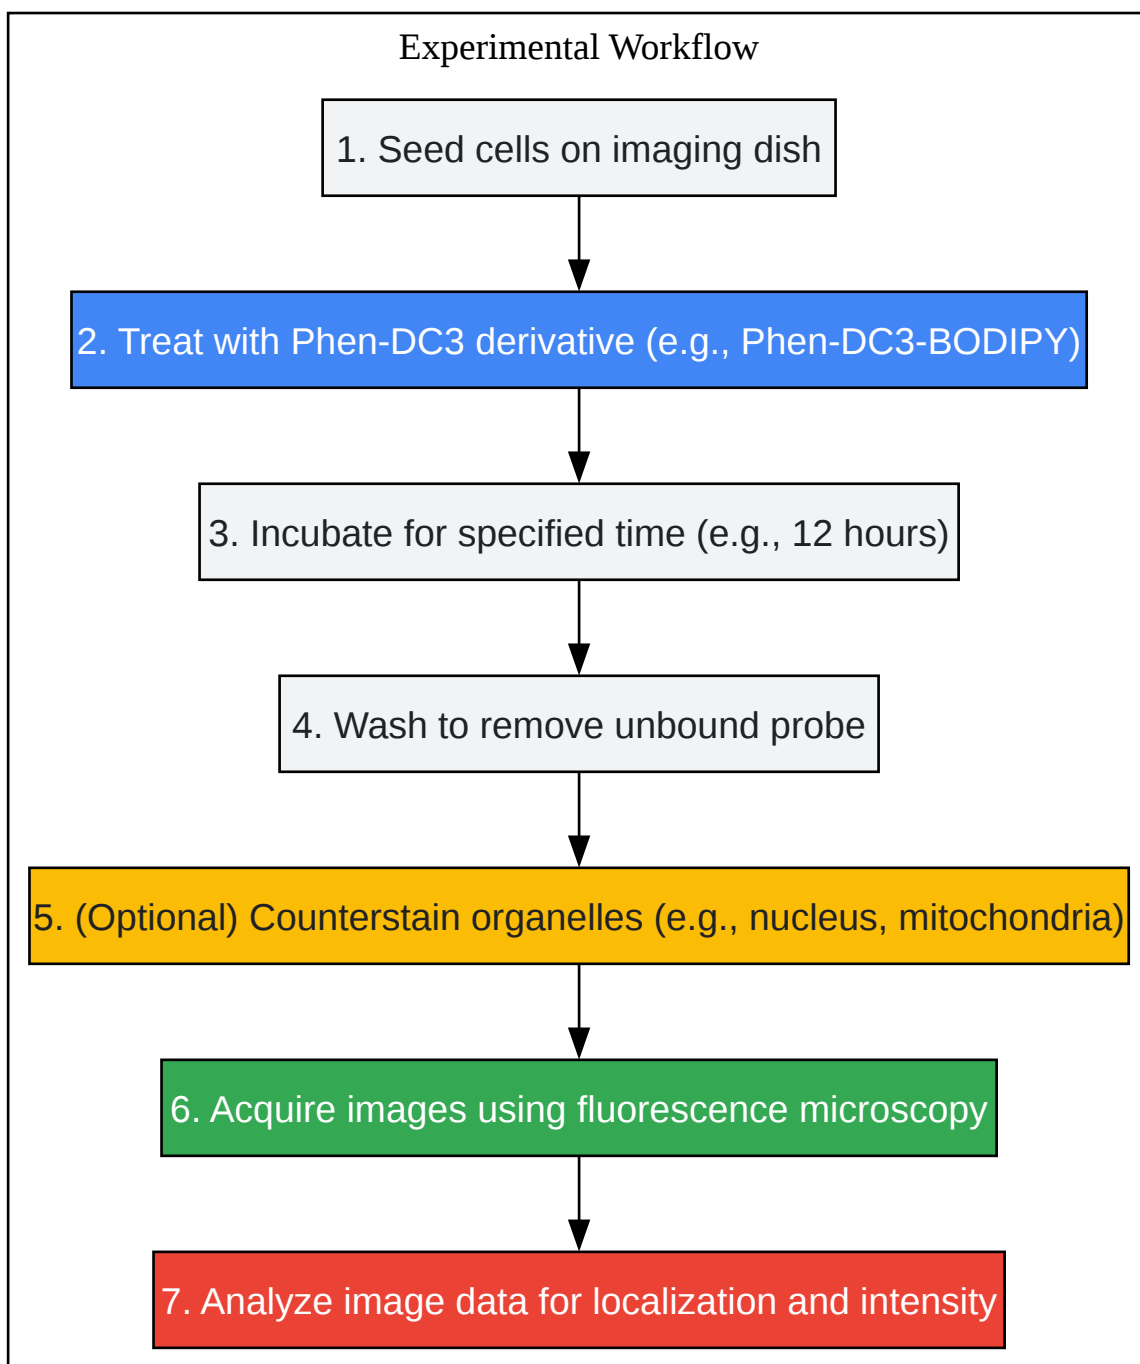 Experimental Workflow
1. Seed cells on imaging dish
2. Treat with Phen-DC3 derivative (e.g., Phen-DC3-BODIPY)
3. Incubate for specified time (e.g., 12 hours)
4. Wash to remove unbound probe
5. (Optional) Counterstain organelles (e.g., nucleus, mitochondria)
6. Acquire images using fluorescence microscopy
7. Analyze image data for localization and intensity